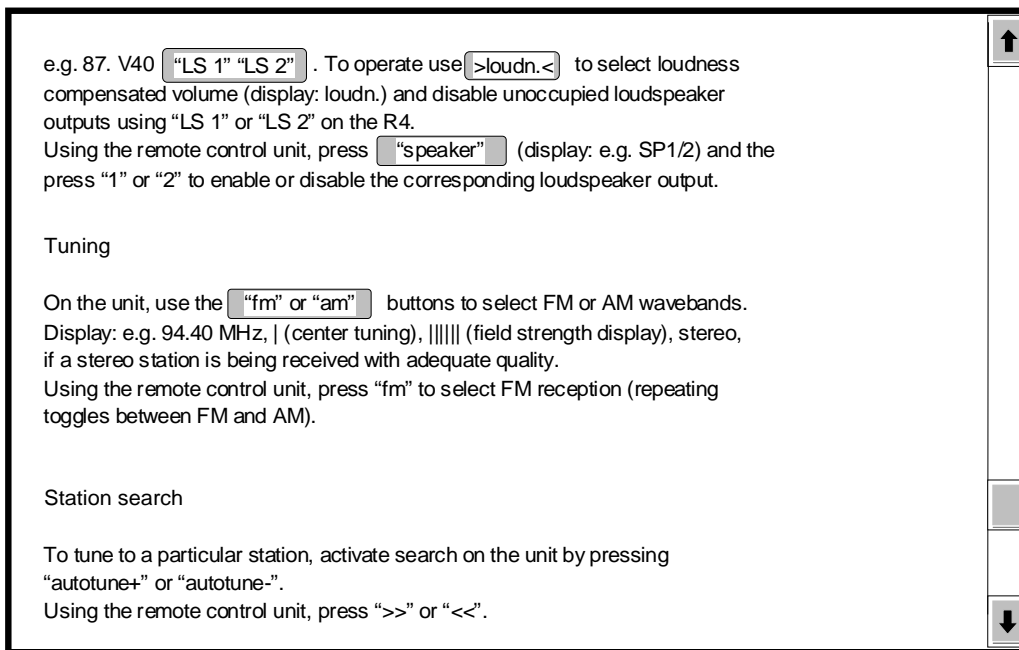 e.g. 87. V40 “LS 1” “LS 2” . To operate use >loudn.< to select loudness
compensated volume (display: loudn.) and disable unoccupied loudspeaker
outputs using “LS 1” or “LS 2” on the R4.
Using the remote control unit, press “speaker” (display: e.g. SP1/2) and the
press “1” or “2” to enable or disable the corresponding loudspeaker output.
Tuning
On the unit, use the “fm” or “am” buttons to select FM or AM wavebands.
Display: e.g. 94.40 MHz, | (center tuning), |||||| (field strength display), stereo,
if a stereo station is being received with adequate quality.
Using the remote control unit, press “fm” to select FM reception (repeating
toggles between FM and AM).
Station search
To tune to a particular station, activate search on the unit by pressing
“autotune+” or “autotune-”.
Using the remote control unit, press “>>” or “<<”.